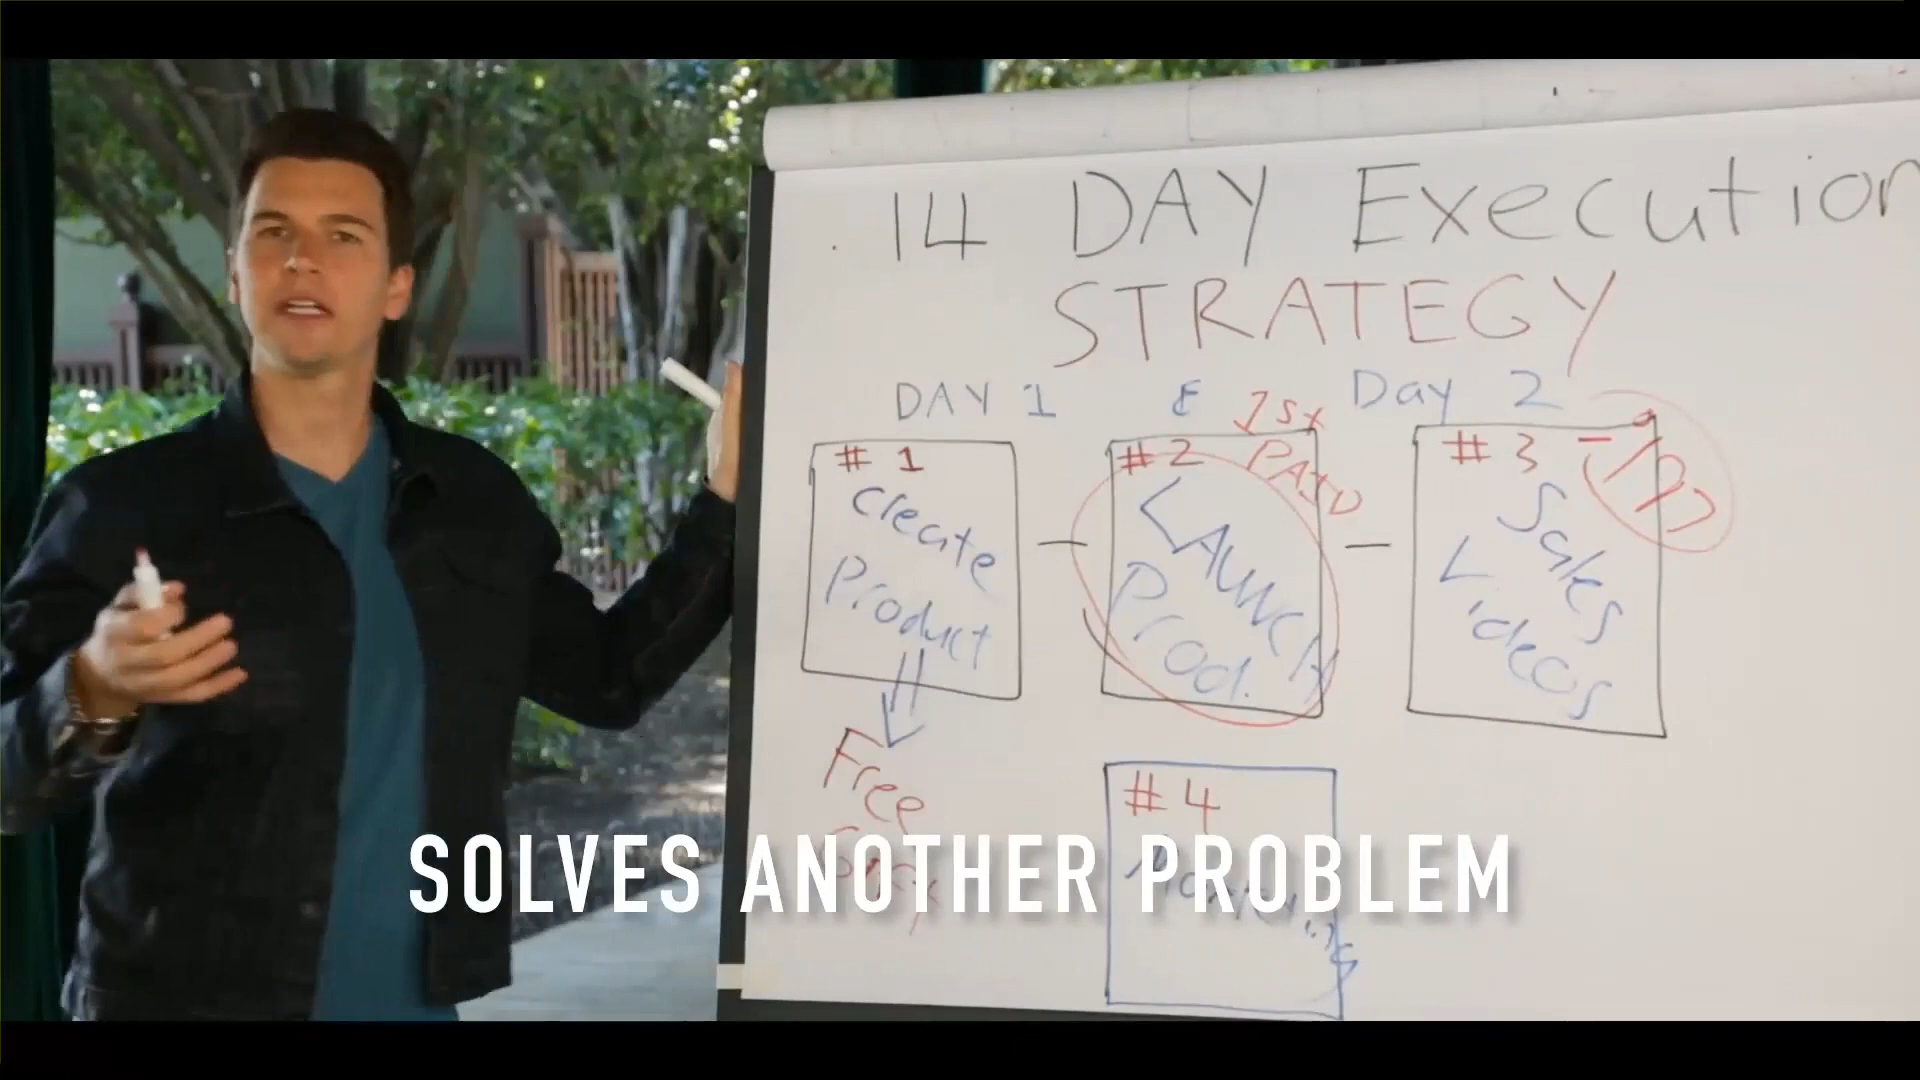 14 DAY Execution
STRATEGY
DAY 1 & Day 2
#1
Create
Product
Free
#2
1st
PAID
LAUNCH
Prod.
#3
Sales
Videos
#4
SOLVES ANOTHER PROBLEM